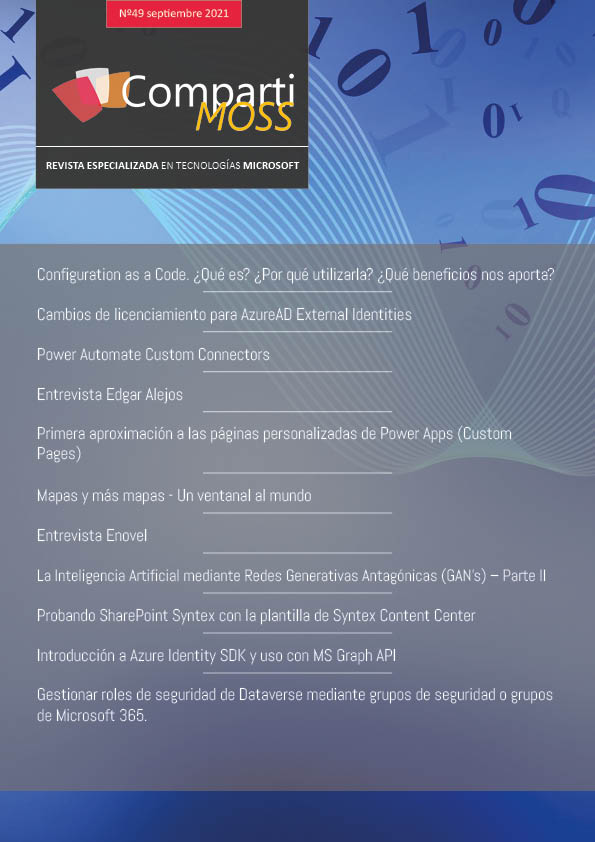 Nº49 septiembre 2021
Comparti
MOSS
REVISTA ESPECIALIZADA EN TECNOLOGÍAS MICROSOFT
Configuration as a Code. ¿Qué es? ¿Por qué utilizarla? ¿Qué beneficios nos aporta?
Cambios de licenciamiento para AzureAD External Identities
Power Automate Custom Connectors
Entrevista Edgar Alejos
Primera aproximación a las páginas personalizadas de Power Apps (Custom
Pages)
Mapas y más mapas - Un ventanal al mundo
Entrevista Enovel
La Inteligencia Artificial mediante Redes Generativas Antagónicas (GAN's) – Parte II
Probando SharePoint Syntex con la plantilla de Syntex Content Center
Introducción a Azure Identity SDK y uso con MS Graph API
Gestionar roles de seguridad de Dataverse mediante grupos de seguridad o grupos
de Microsoft 365.